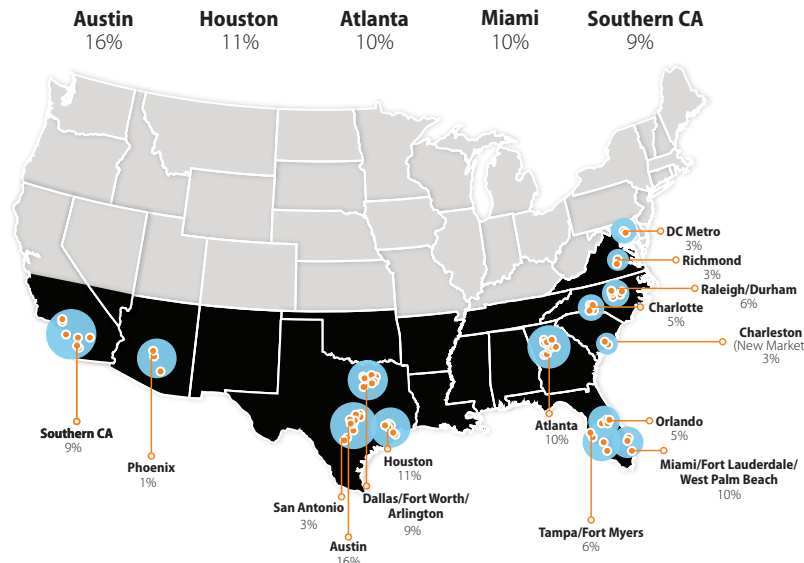 Austin Houston Atlanta Miami Southern CA
16% 11% 10% 10% 9%
DC Metro
3%
Richmond
3%
Raleigh/Durham
6%
Charlotte
5%
Charleston
(New Market
3%
Orlando
5%
Atlanta
10%
Southern CA
9%
Phoenix
1%
Houston
11%
Miami/Fort Lauderdale/
West Palm Beach
10%
San Antonio
3%
Dallas/Fort Worth/
Arlington
9%
Tampa/Fort Myers
6%
Austin
16%